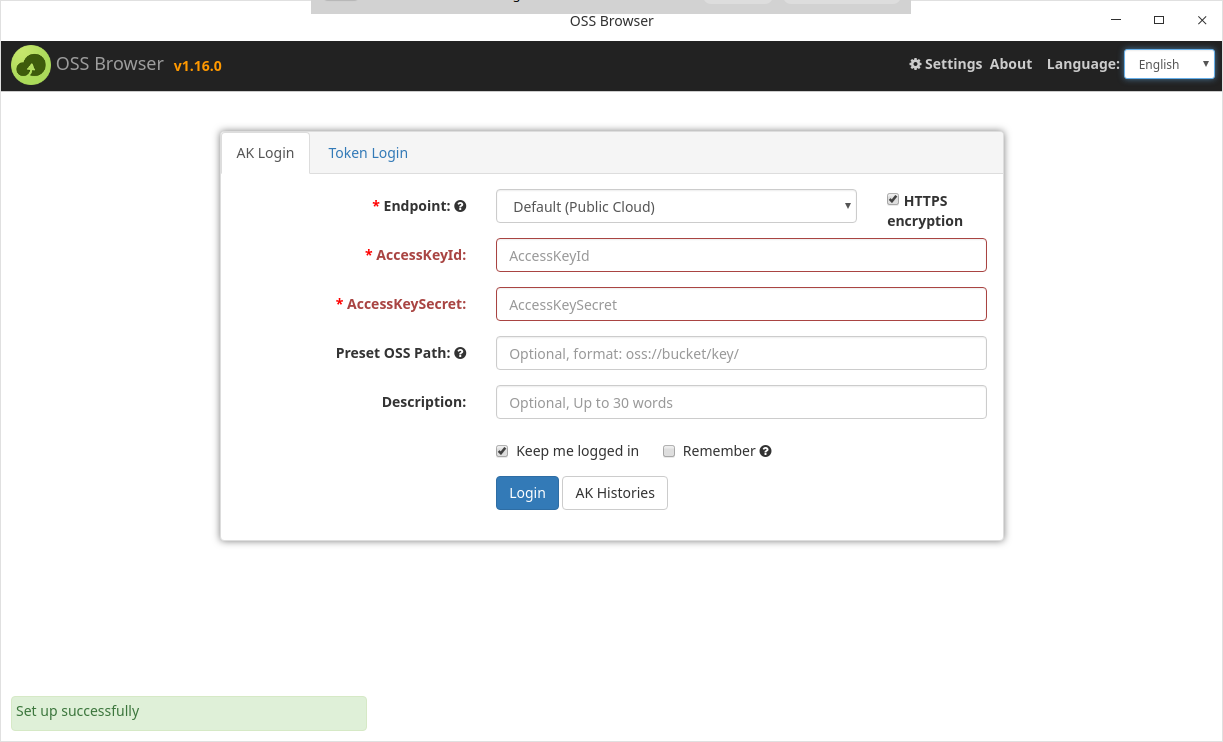 OSS Browser
OSS Browser v1.16.0
Settings About Language: English
AK Login Token Login
* Endpoint: Default (Public Cloud) HTTPS
encryption
* AccessKeyId: AccessKeyId
* AccessKeySecret: AccessKeySecret
Preset OSS Path: Optional, format: oss://bucket/key/
Description: Optional, Up to 30 words
Keep me logged in Remember
Login AK Histories
Set up successfully